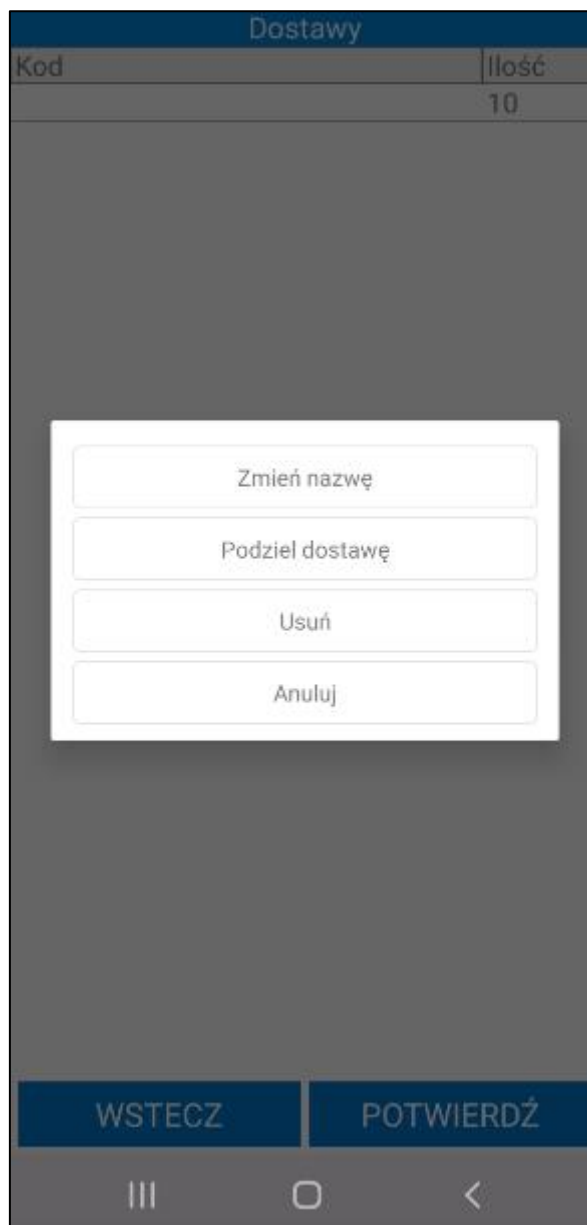 Dostawy
Kod Ilość
10
Zmień nazwę
Podziel dostawę
Usuń
Anuluj
WSTECZ POTWIERDŹ